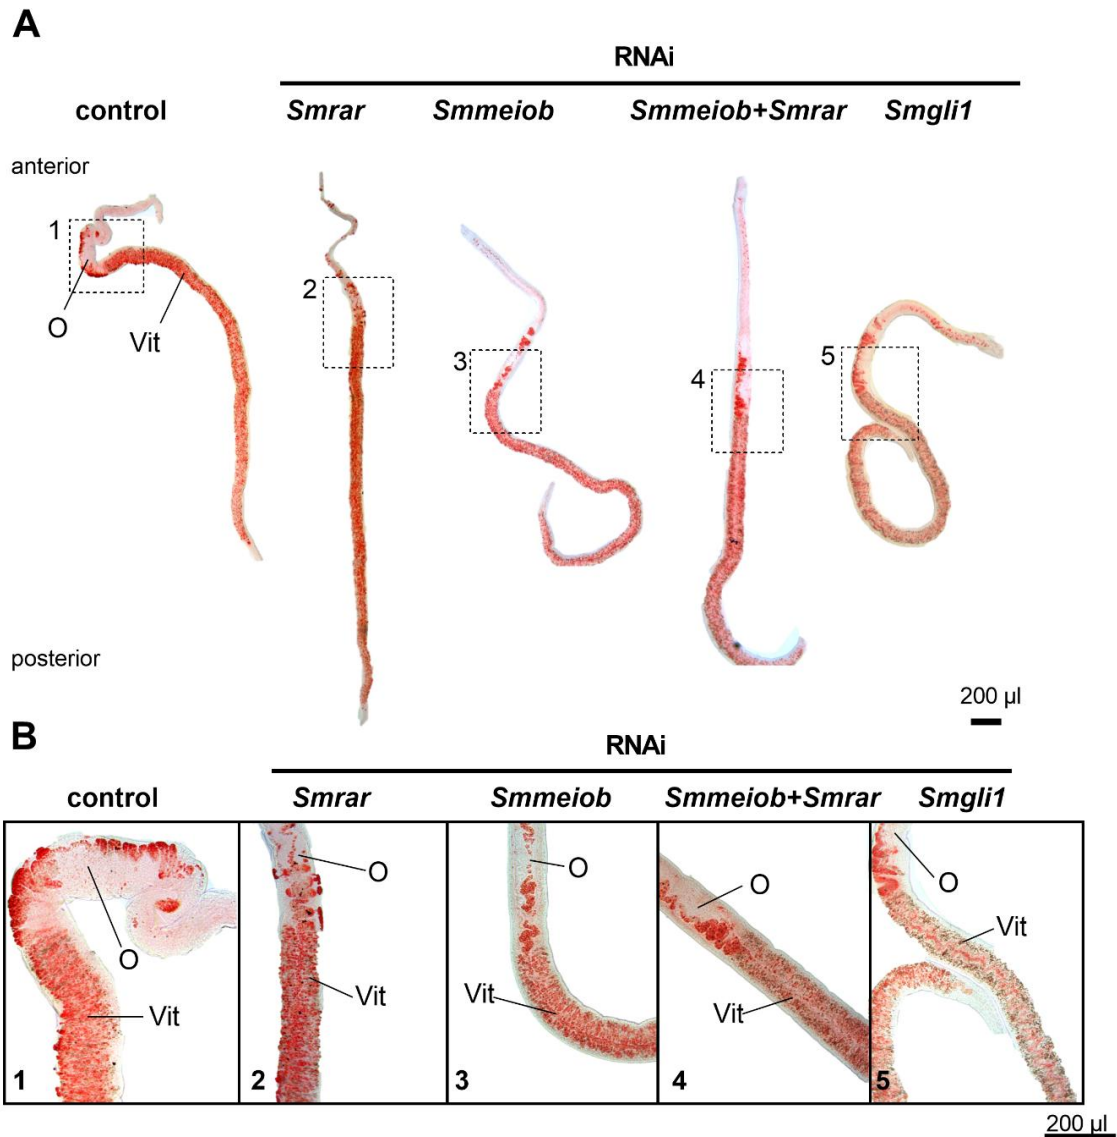 A
RNAi
control Smrar Smmeiob Smmeiob+Smrar Smgli1
anterior
1
2
3
4
5
O
Vit
posterior
200 µl
B
RNAi
control Smrar Smmeiob Smmeiob+Smrar Smgli1
O
O
O
O
O
Vit
Vit
Vit
Vit
Vit
1 2 3 4 5
200 µl